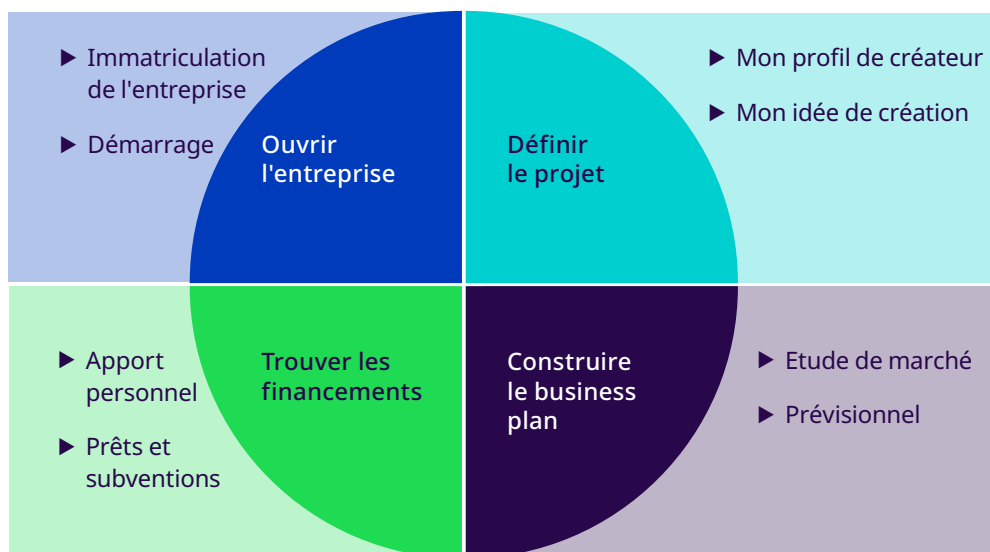 Immatriculation
de l'entreprise
Démarrage
Ouvrir
l'entreprise
Définir
le projet
Mon profil de créateur
Mon idée de création
Apport
personnel
Prêts et
subventions
Trouver les
financements
Construire
le business
plan
Etude de marché
Prévisionnel